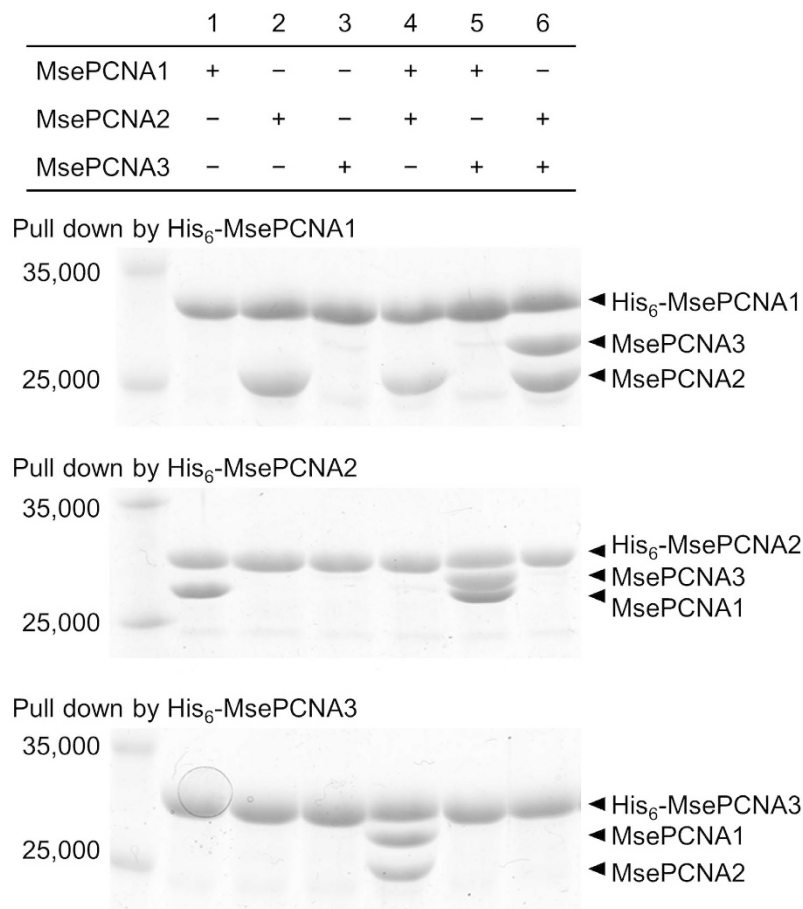 1 2 3 4 5 6
MsePCNA1 + – – + + –
MsePCNA2 – + – + – +
MsePCNA3 – – + – + +
Pull down by His₆-MsePCNA1
35,000
His₆-MsePCNA1
MsePCNA3
25,000 MsePCNA2
Pull down by His₆-MsePCNA2
35,000
His₆-MsePCNA2
MsePCNA3
MsePCNA1
25,000
Pull down by His₆-MsePCNA3
35,000
His₆-MsePCNA3
MsePCNA1
25,000
MsePCNA2